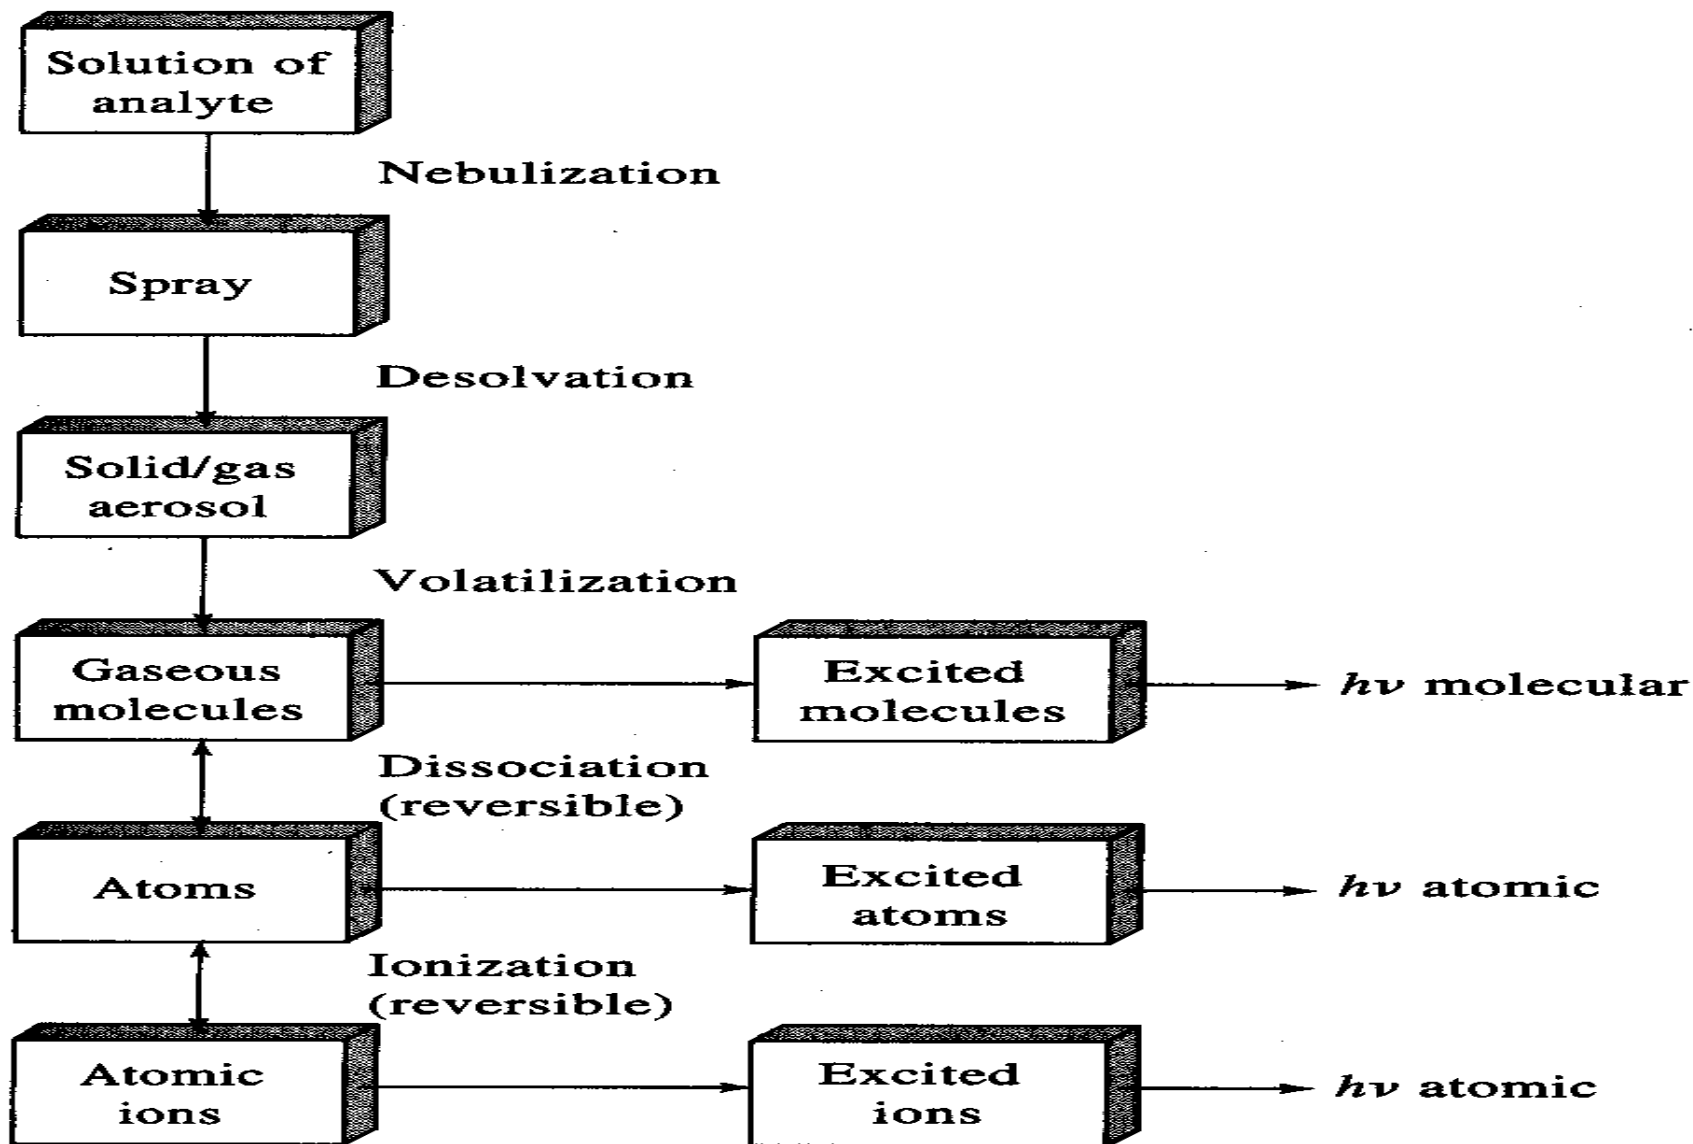 Solution of
analyte
Nebulization
Spray
Desolvation
Solid/gas
aerosol
Volatilization
Gaseous
molecules
Excited
molecules
hν molecular
Dissociation
(reversible)
Atoms
Excited
atoms
hν atomic
Ionization
(reversible)
Atomic
ions
Excited
ions
hν atomic